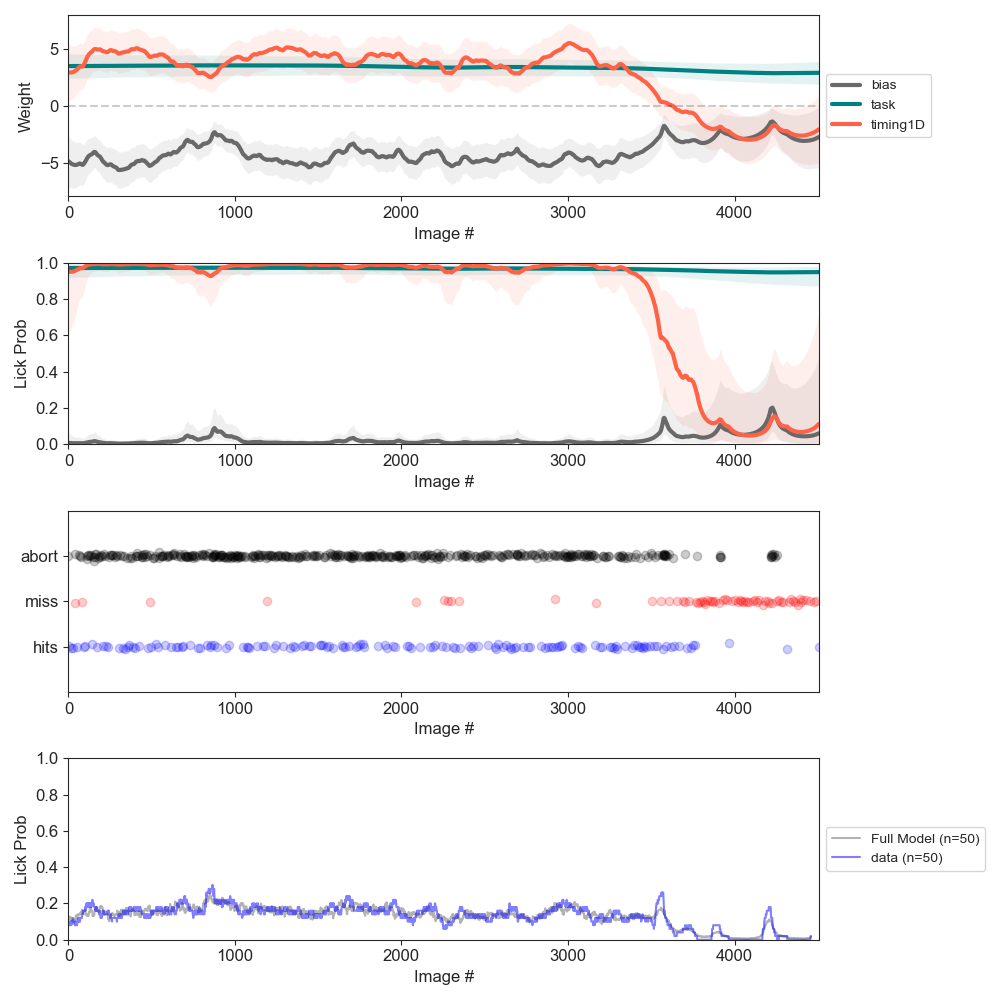 5
0
−5
Weight
0
1000
2000
3000
4000
Image #
bias
task
timing1D
1.0
0.8
0.6
0.4
0.2
0.0
Lick Prob
0
1000
2000
3000
4000
Image #
abort
miss
hits
0
1000
2000
3000
4000
Image #
1.0
0.8
0.6
0.4
0.2
0.0
Lick Prob
0
1000
2000
3000
4000
Image #
Full Model (n=50)
data (n=50)